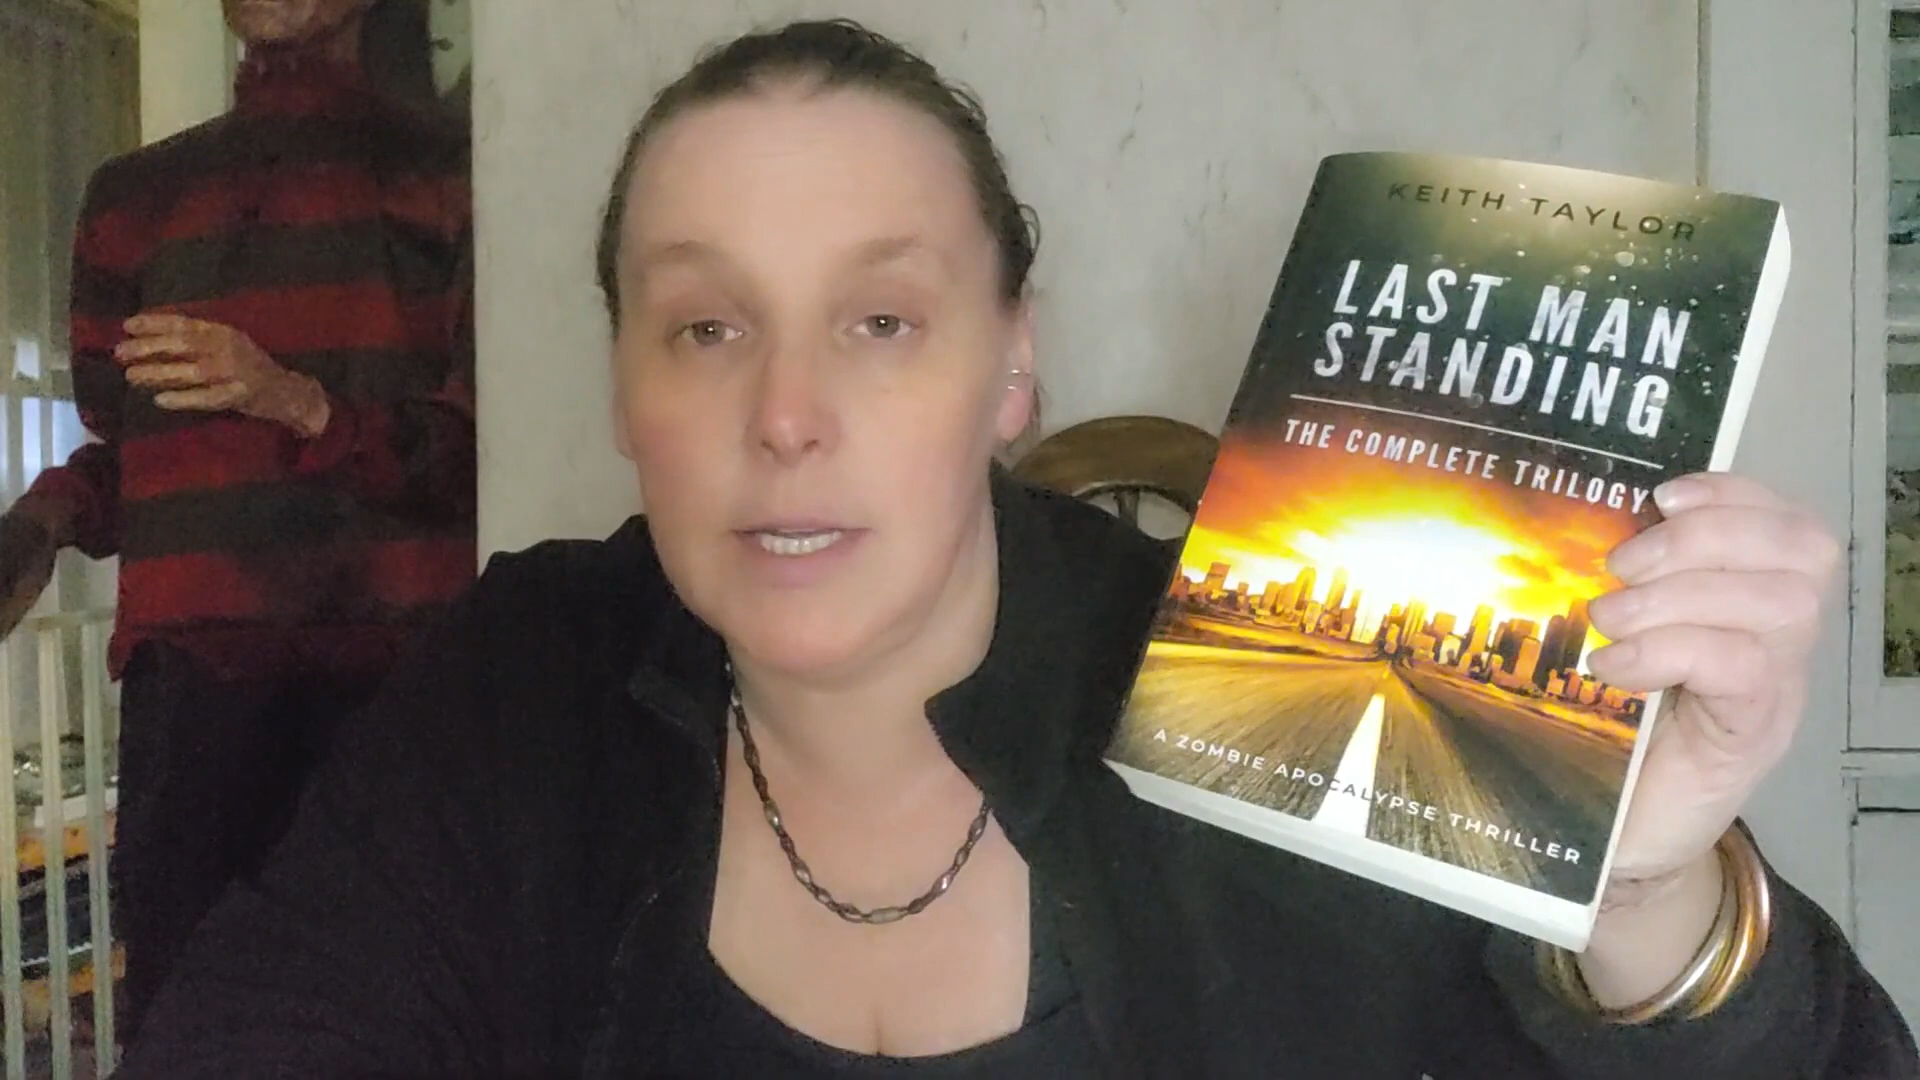 KEITH TAYLOR
LAST MAN
STANDING
THE COMPLETE TRILOGY
A ZOMBIE APOCALYPSE THRILLER